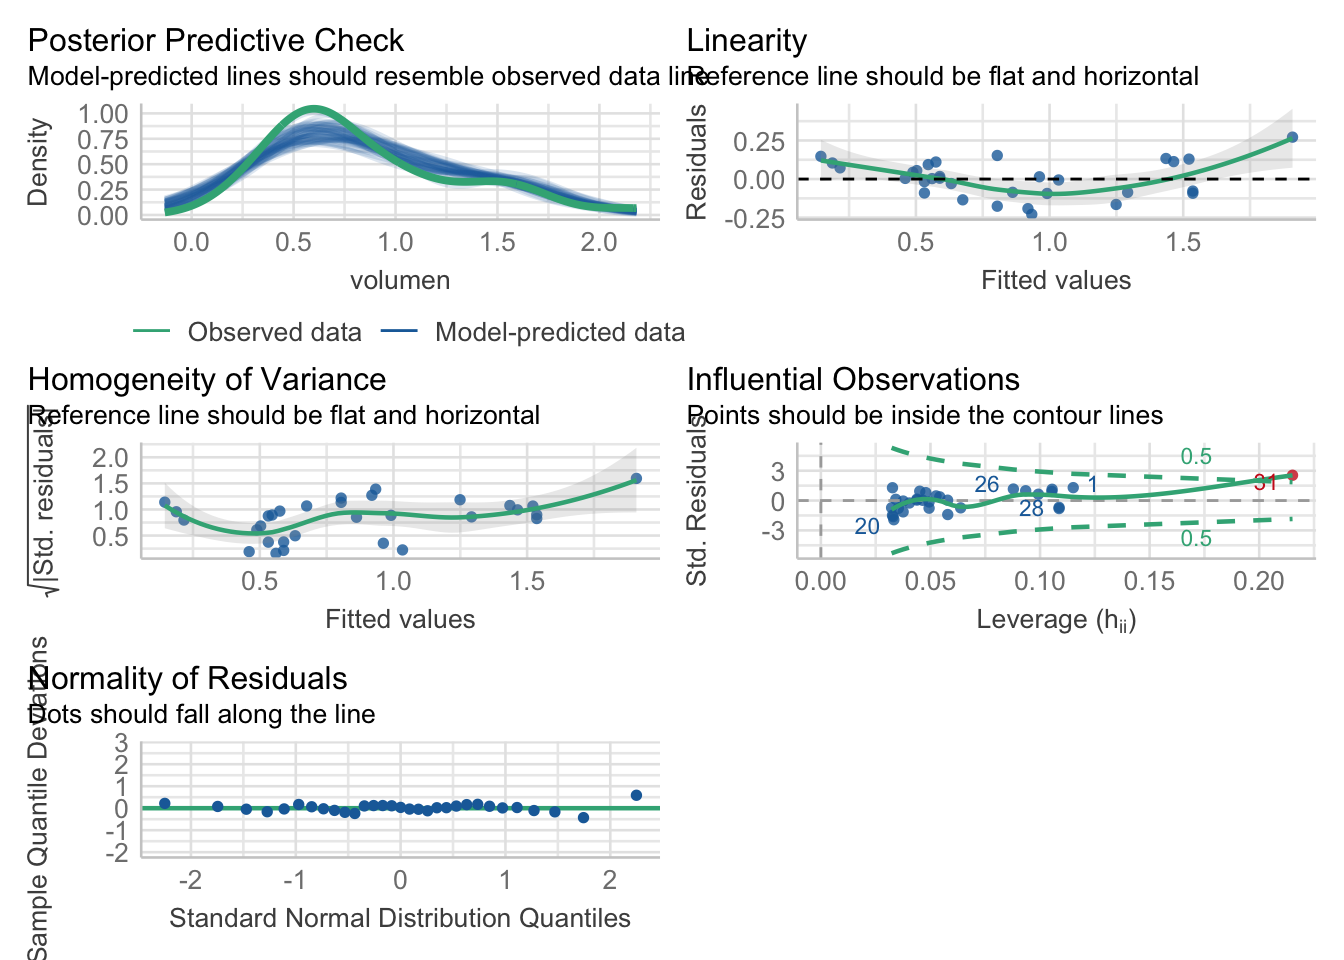 Posterior Predictive Check
Model-predicted lines should resemble observed data line
Density
1.00
0.75
0.50
0.25
0.00
0.0 0.5 1.0 1.5 2.0
volumen
Observed data Model-predicted data
Linearity
Reference line should be flat and horizontal
Residuals
0.25
0.00
-0.25
0.5 1.0 1.5
Fitted values
Homogeneity of Variance
Reference line should be flat and horizontal
√|Std. residuals|
2.0
1.5
1.0
0.5
0.5 1.0 1.5
Fitted values
Influential Observations
Points should be inside the contour lines
Std. Residuals
3
0
-3
0.5
26 1 31
28
20
0.5
0.00 0.05 0.10 0.15 0.20
Leverage (hii)
Normality of Residuals
Dots should fall along the line
Sample Quantile Deviations
3
2
1
0
-1
-2
-2 -1 0 1 2
Standard Normal Distribution Quantiles